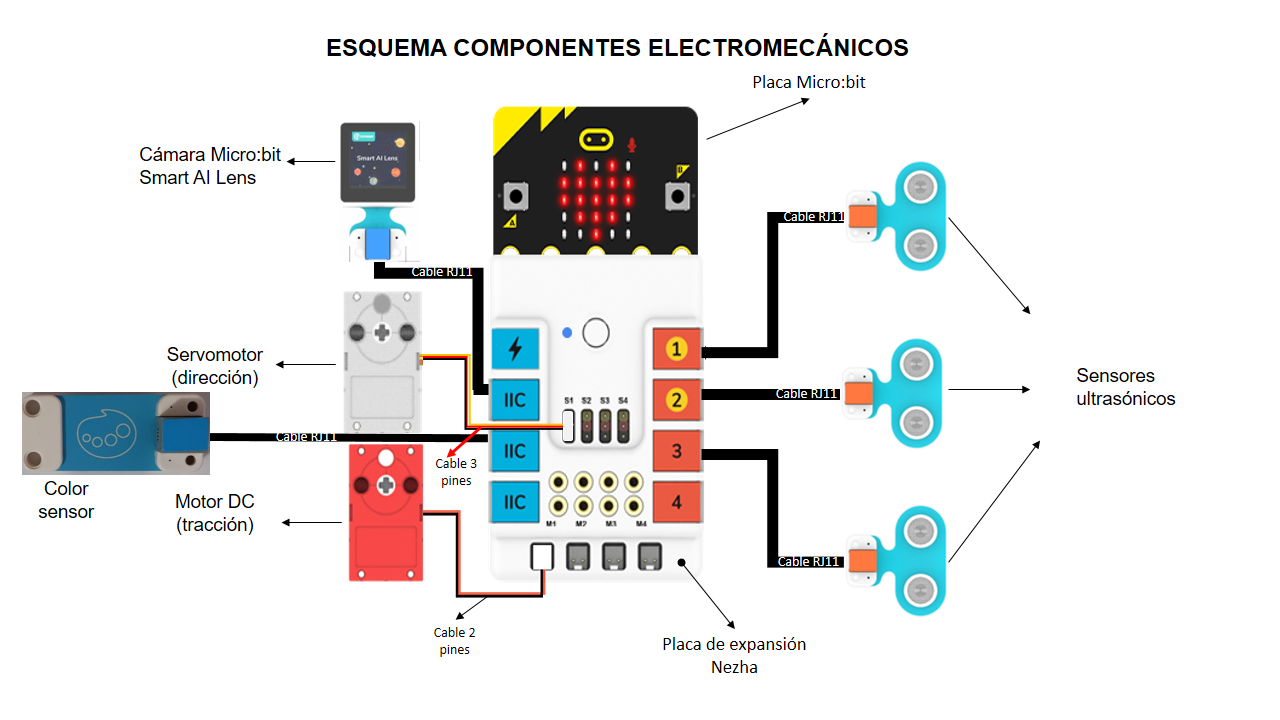 ESQUEMA COMPONENTES ELECTROMECÁNICOS
Placa Micro:bit
Cámara Micro:bit
Smart AI Lens
Smart AI Lens
B
A
Cable RJ11
Cable RJ11
Servomotor
(dirección)
1
IIC
S1 S2 S3 S4
2
Cable RJ11
Sensores
ultrasónicos
Cable RJ11
IIC
3
Cable 3
pines
Color
sensor
Motor DC
(tracción)
IIC
4
M1 M2 M3 M4
Cable RJ11
Cable 2
pines
Placa de expansión
Nezha